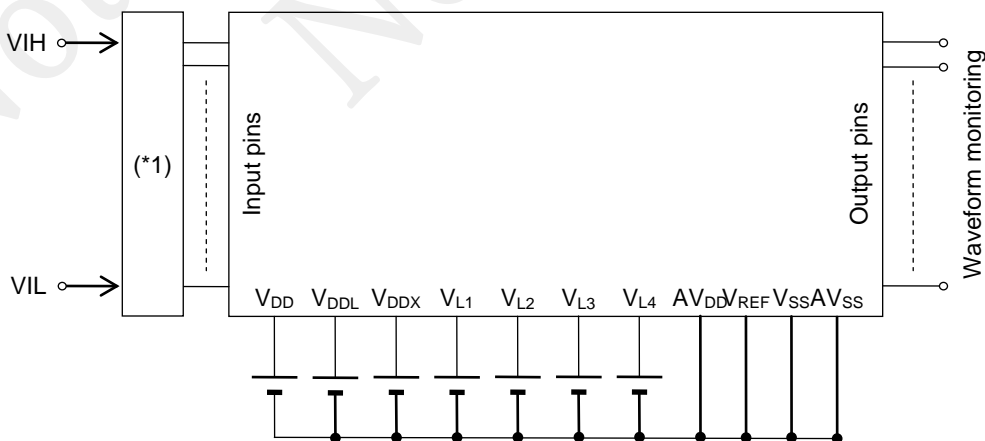 VIH
(*1)
VIL
Input pins
Output pins
Waveform monitoring
VDD VDDL VDDX VL1 VL2 VL3 VL4 AVDD VREF VSS AVSS